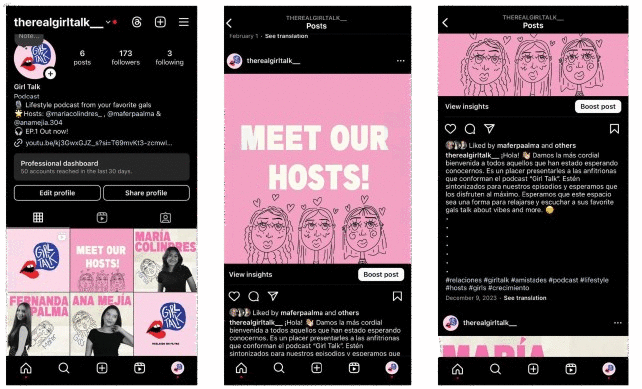 therealgirltalk__
Note...
6
173
3
posts
followers
following
Girl Talk
Podcast
Lifestyle podcast from your favorite gals
Hosts: @mariacolindres_ , @maferpaalma &
@anamejia.304
EP.1 Out now!
youtu.be/kj3GwxGJZ_s?si=T69mvKt3-zcmwl...
Professional dashboard
50 accounts reached in the last 30 days.
Edit profile
Share profile
GIRL TALK
MEET OUR
HOSTS!
MARÍA
COLINDRES
FERNANDA
PALMA
ANA MEJÍA
GIRL TALK
THEREALGIRLTALK__
Posts
February 1 · See translation
therealgirltalk__
MEET OUR
HOSTS!
View insights
Boost post
Liked by maferpaalma and others
therealgirltalk__ ¡Hola! Damos la más cordial
bienvenida a todos aquellos que han estado esperando
conocernos. Es un placer presentarles a las anfitrionas
que conforman el podcast "Girl Talk". Estén
sintonizados para nuestros episodios y esperamos que
THEREALGIRLTALK__
Posts
View insights
Boost post
Liked by maferpaalma and others
therealgirltalk__ ¡Hola! Damos la más cordial
bienvenida a todos aquellos que han estado esperando
conocernos. Es un placer presentarles a las anfitrionas
que conforman el podcast "Girl Talk". Estén
sintonizados para nuestros episodios y esperamos que
los disfruten al máximo. Esperamos que este espacio
sea una forma para relajarse y escuchar a sus favorite
gals talk about vibes and more.
.
.
.
.
.
.
#relaciones #girltalk #amistades #podcast #lifestyle
#hosts #girls #crecimiento
December 9, 2023 · See translation
therealgirltalk__
MARÍA